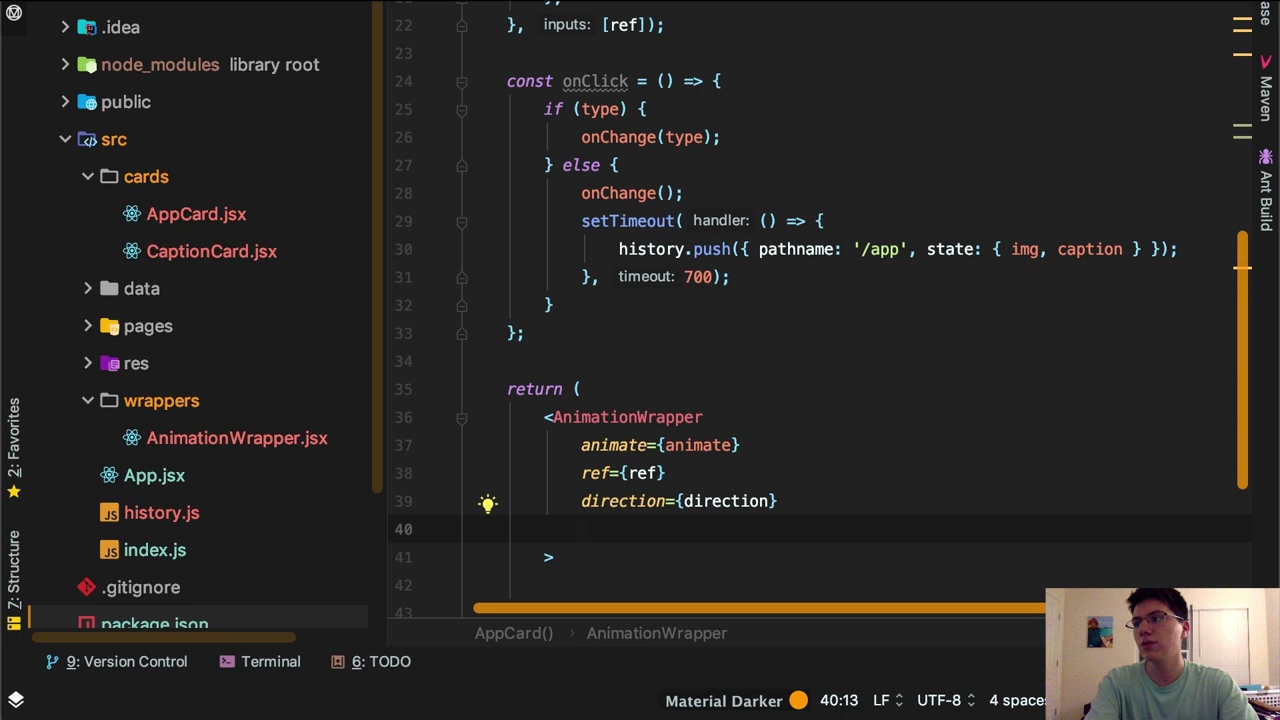 .idea
node_modules library root
public
src
cards
AppCard.jsx
CaptionCard.jsx
data
pages
res
wrappers
AnimationWrapper.jsx
App.jsx
history.js
index.js
.gitignore
package.json
2: Favorites
7: Structure
22 }, inputs: [ref]);
23
24 const onClick = () => {
25 if (type) {
26 onChange(type);
27 } else {
28 onChange();
29 setTimeout( handler: () => {
30 history.push({ pathname: '/app', state: { img, caption } });
31 }, timeout: 700);
32 }
33 };
34
35 return (
36 <AnimationWrapper
37 animate={animate}
38 ref={ref}
39 direction={direction}
40
41 >
42
43
AppCard() › AnimationWrapper
Maven
Ant Build
9: Version Control
Terminal
6: TODO
Material Darker 40:13 LF UTF-8 4 spaces